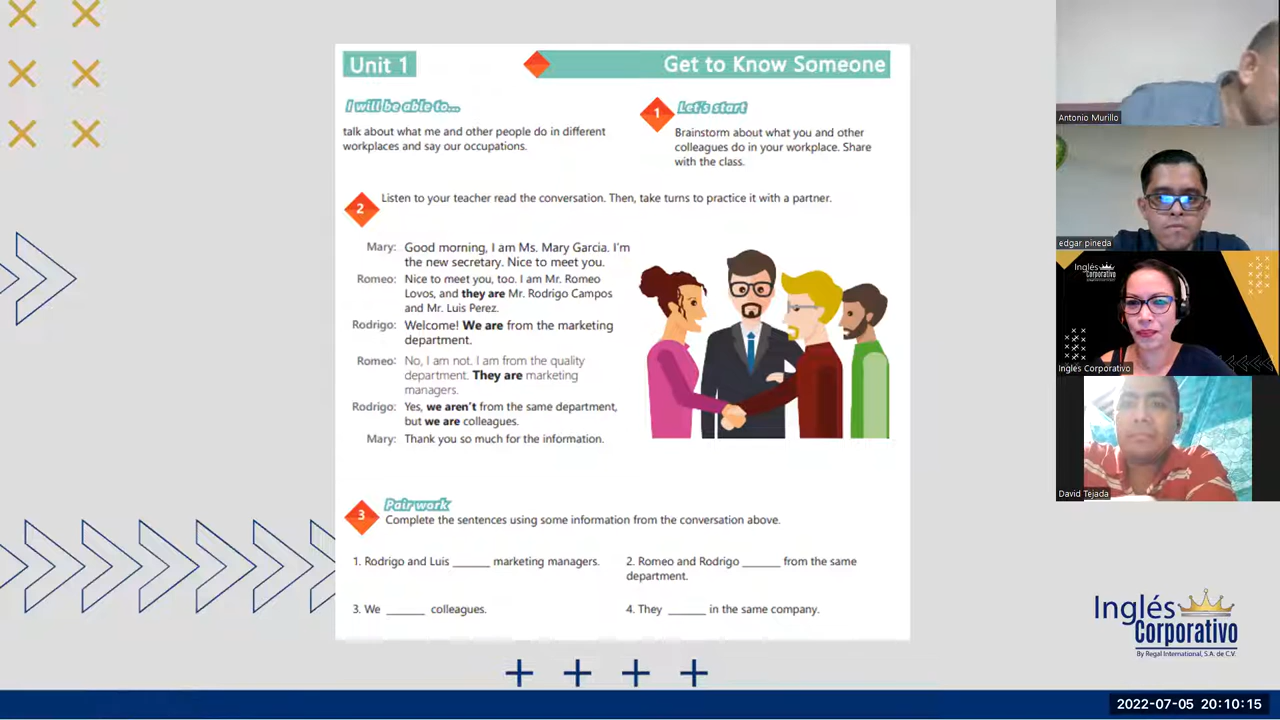 Unit 1
Get to Know Someone
I will be able to...
talk about what me and other people do in different
workplaces and say our occupations.
1
Let's start
Brainstorm about what you and other
colleagues do in your workplace. Share
with the class.
2
Listen to your teacher read the conversation. Then, take turns to practice it with a partner.
Mary: Good morning, I am Ms. Mary Garcia. I'm
the new secretary. Nice to meet you.
Romeo: Nice to meet you, too. I am Mr. Romeo
Lovos, and they are Mr. Rodrigo Campos
and Mr. Luis Perez.
Rodrigo: Welcome! We are from the marketing
department.
Romeo: No, I am not. I am from the quality
department. They are marketing
managers.
Rodrigo: Yes, we aren't from the same department,
but we are colleagues.
Mary: Thank you so much for the information.
3
Pair work
Complete the sentences using some information from the conversation above.
1. Rodrigo and Luis ______ marketing managers.
2. Romeo and Rodrigo ______ from the same
department.
3. We ______ colleagues.
4. They ______ in the same company.
Antonio Murillo
edgar pineda
Inglés
Corporativo
Inglés Corporativo
David Tejada
Inglés
Corporativo
By Regal International, S.A. de C.V.
2022-07-05 20:10:15